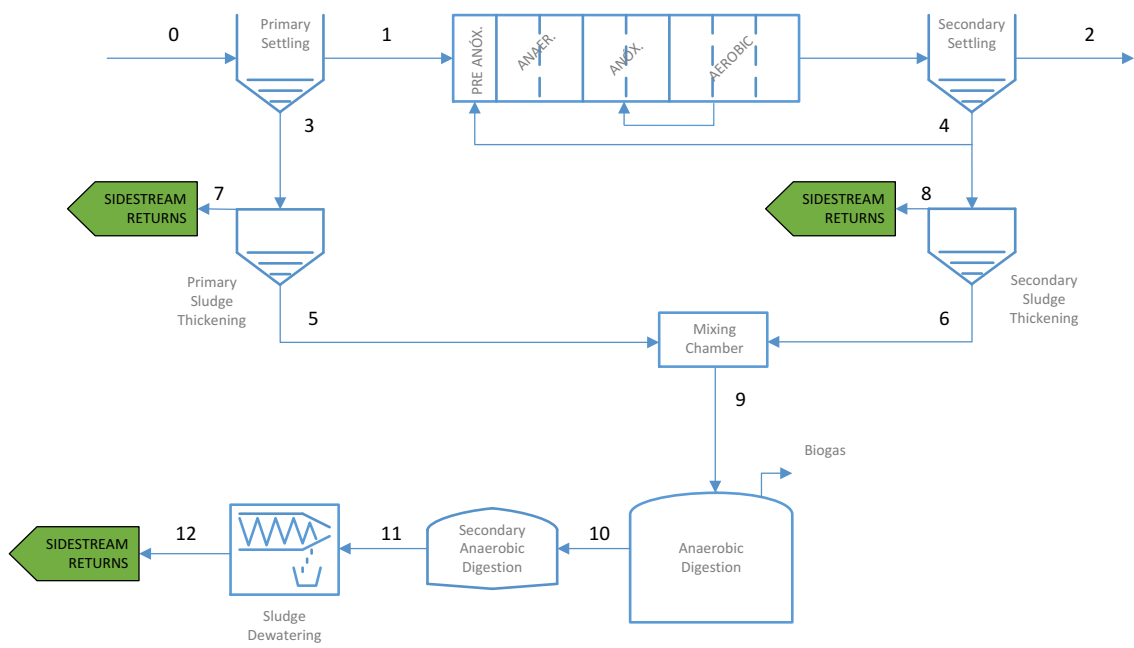 0
Primary
Settling
1
PRE ANÓX.
ANAER.
ANÓX.
AEROBIC
Secondary
Settling
2
3
4
SIDESTREAM
RETURNS
7
SIDESTREAM
RETURNS
8
Primary
Sludge
Thickening
Secondary
Sludge
Thickening
5
Mixing
Chamber
6
9
Biogas
SIDESTREAM
RETURNS
12
11
Secondary
Anaerobic
Digestion
10
Anaerobic
Digestion
Sludge
Dewatering